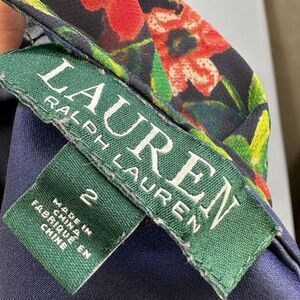 LAUREN
RALPH LAUREN
2
MADE IN
CHINA
FABRIQUÉ EN
CHINE